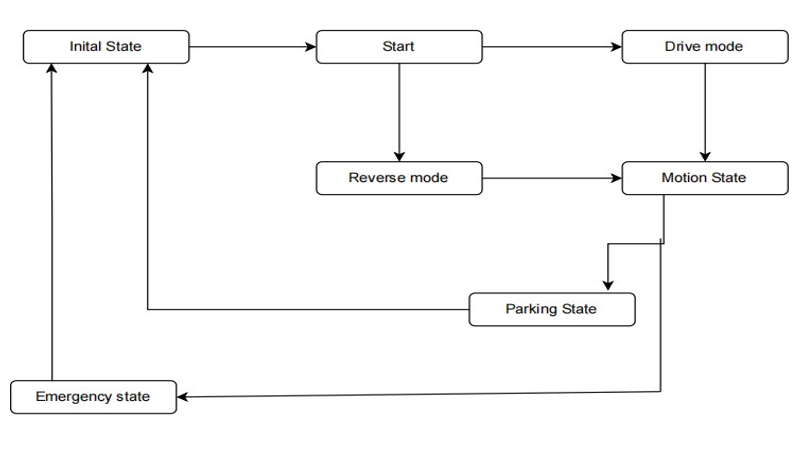 Inital State
Start
Drive mode
Reverse mode
Motion State
Parking State
Emergency state